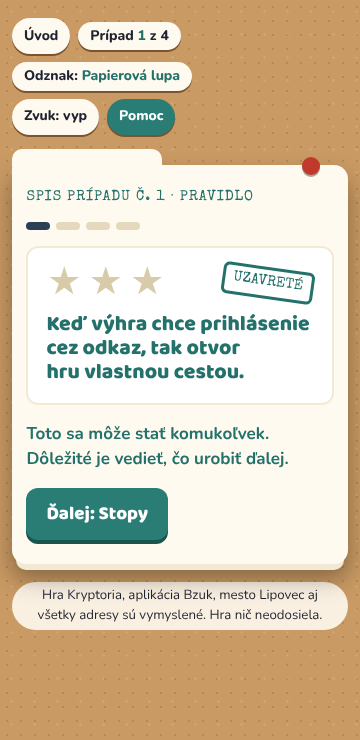 Úvod
Prípad 1 z 4
Odznak: Papierová lupa
Zvuk: vyp
Pomoc
SPIS PRÍPADU Č. 1 · PRAVIDLO
UZAVRETÉ
Keď výhra chce prihlásenie
cez odkaz, tak otvor
hru vlastnou cestou.
Toto sa môže stať komukoľvek.
Dôležité je vedieť, čo urobiť ďalej.
Ďalej: Stopy
Hra Kryptoria, aplikácia Bzuk, mesto Lipovec aj
všetky adresy sú vymyslené. Hra nič neodosiela.